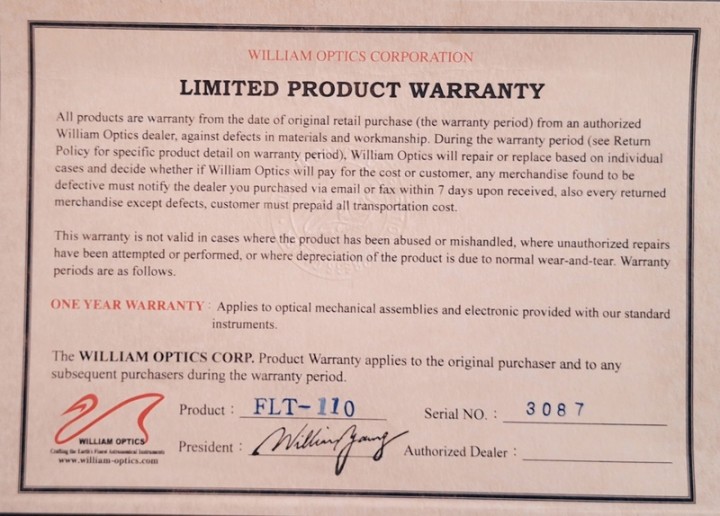 WILLIAM OPTICS CORPORATION
LIMITED PRODUCT WARRANTY
All products are warranty from the date of original retail purchase (the warranty period) from an authorized
William Optics dealer, against defects in materials and workmanship. During the warranty period (see Return
Policy for specific product detail on warranty period), William Optics will repair or replace based on individual
cases and decide whether if William Optics will pay for the cost or customer, any merchandise found to be
defective must notify the dealer you purchased via email or fax within 7 days upon received, also every returned
merchandise except defects, customer must prepaid all transportation cost.
This warranty is not valid in cases where the product has been abused or mishandled, where unauthorized repairs
have been attempted or performed, or where depreciation of the product is due to normal wear-and-tear. Warranty
periods are as follows.
ONE YEAR WARRANTY : Applies to optical mechanical assemblies and electronic provided with our standard
instruments.
The WILLIAM OPTICS CORP. Product Warranty applies to the original purchaser and to any
subsequent purchasers during the warranty period.
Product : FLT-110 Serial NO. : 3087
WILLIAM OPTICS
Crafting the Earth's Finest Astronomical Instruments
www.william-optics.com
President : William Yang Authorized Dealer :